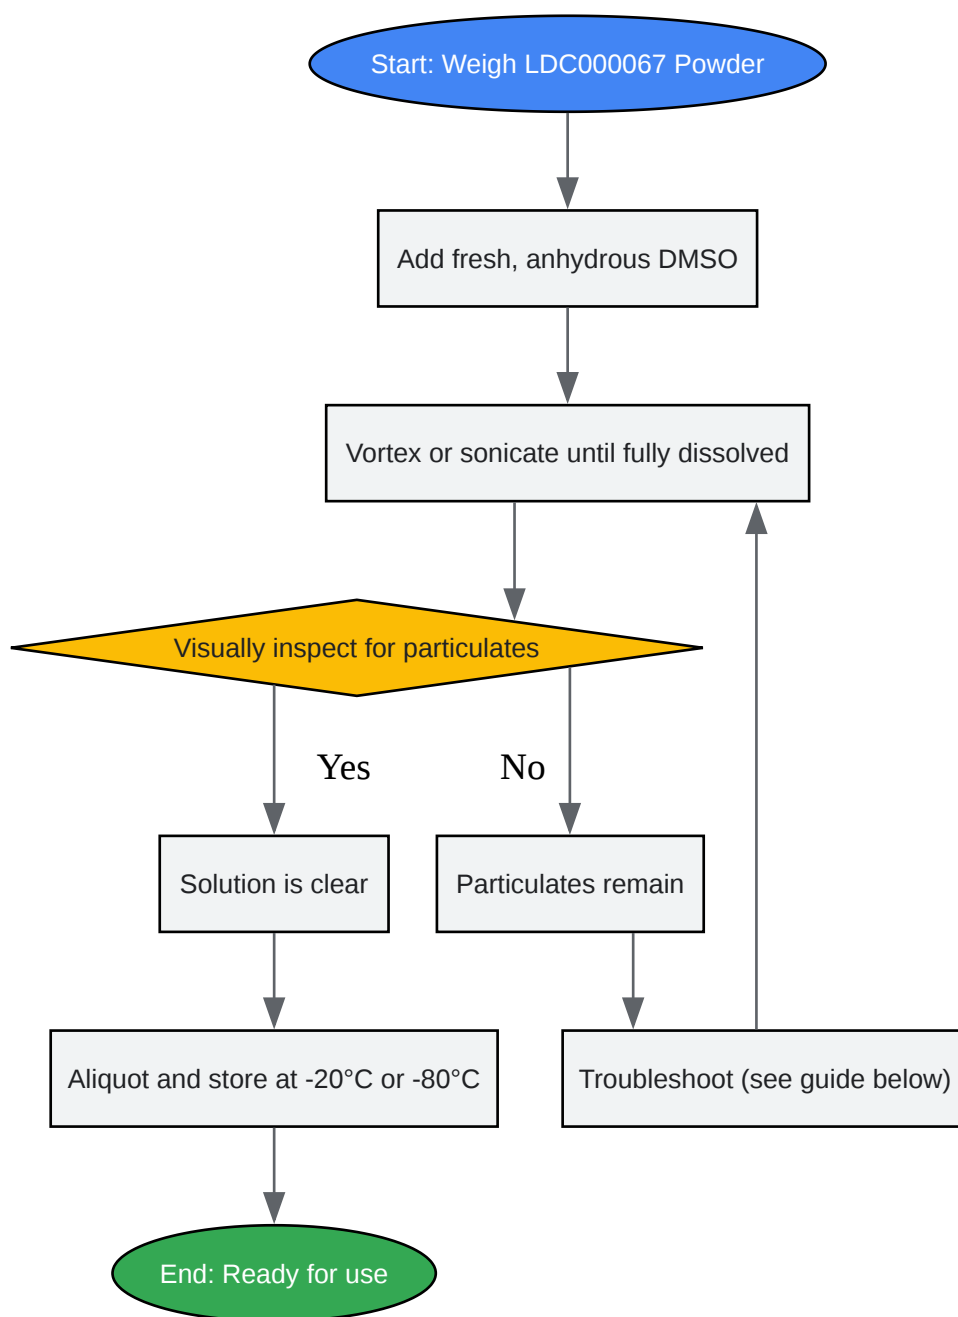 Start: Weigh LDC000067 Powder
Add fresh, anhydrous DMSO
Vortex or sonicate until fully dissolved
Visually inspect for particulates
Yes
No
Solution is clear
Particulates remain
Aliquot and store at -20°C or -80°C
Troubleshoot (see guide below)
End: Ready for use